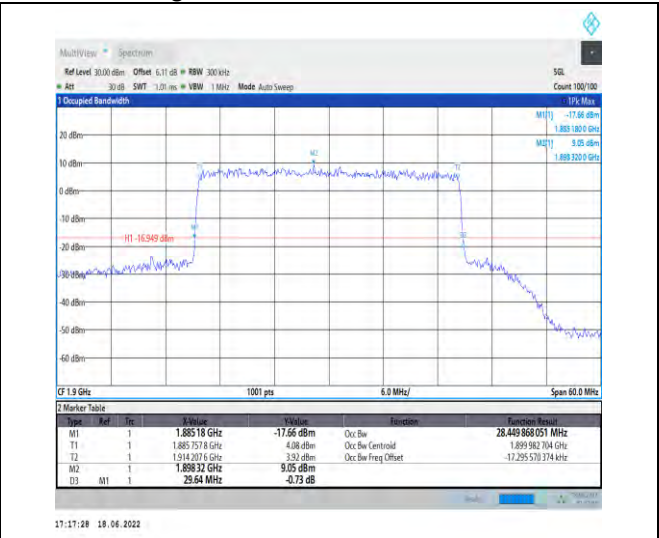 MultiView Spectrum
Ref Level 30.00 dBm Offset 6.11 dB RBW 300 kHz SGL
Att 30 dB SWT 1.01 ms VBW 1 MHz Mode Auto Sweep Count 100/100
1 Occupied Bandwidth 1Pk Max
M1[1] -17.66 dBm
1.885 180 0 GHz
M2[1] 9.05 dBm
1.898 320 0 GHz
20 dBm
M2
10 dBm
T1 T2
0 dBm
-10 dBm
M1
H1 -16.949 dBm
D3
-20 dBm
-30 dBm
-40 dBm
-50 dBm
-60 dBm
CF 1.9 GHz 1001 pts 6.0 MHz/ Span 60.0 MHz
2 Marker Table
Type Ref Trc X-Value Y-Value Function Function Result
M1 1 1.885 18 GHz -17.66 dBm Occ Bw 28.449 868 051 MHz
T1 1 1.885 757 8 GHz 4.08 dBm Occ Bw Centroid 1.899 982 704 GHz
T2 1 1.914 207 6 GHz 3.92 dBm Occ Bw Freq Offset -17.295 570 374 kHz
M2 1 1.898 32 GHz 9.05 dBm
D3 M1 1 29.64 MHz -0.73 dB
17:17:28 18.06.2022